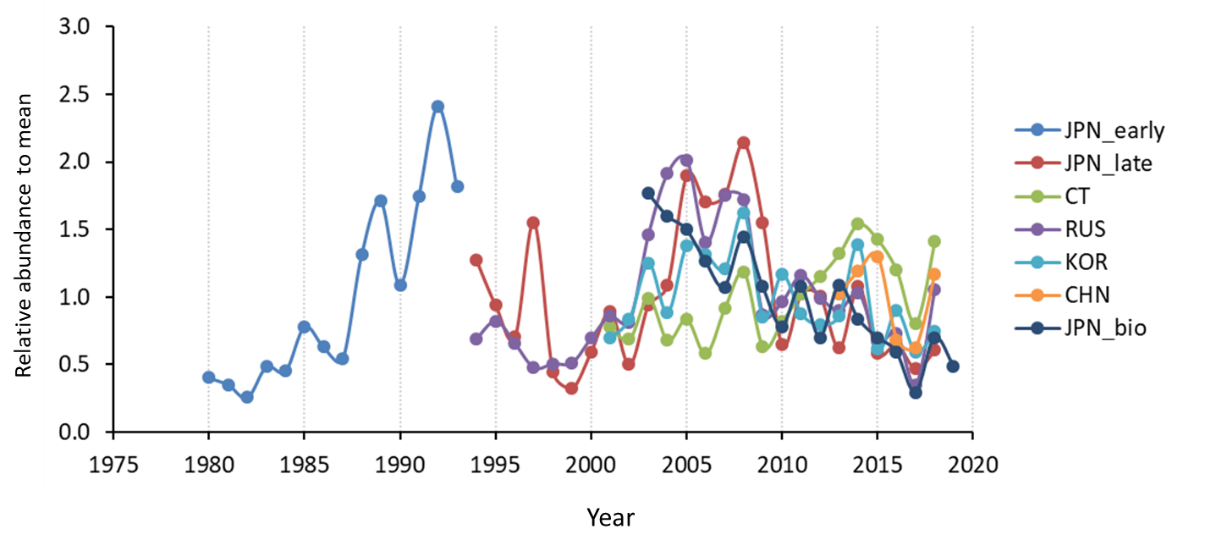 Relative abundance to mean
3.0
2.5
2.0
1.5
1.0
0.5
0.0
1975 1980 1985 1990 1995 2000 2005 2010 2015 2020
Year
JPN_early
JPN_late
CT
RUS
KOR
CHN
JPN_bio